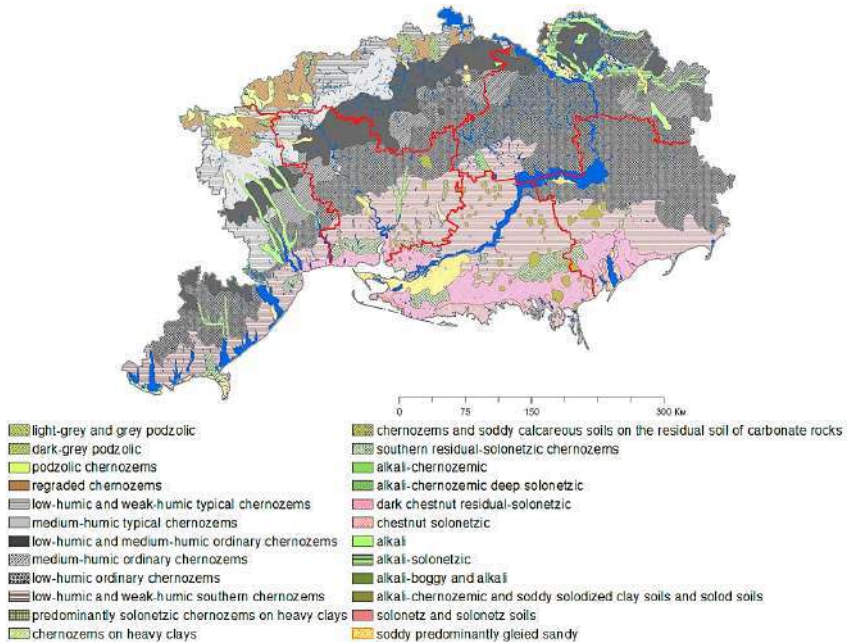 0 75 150 300 Км
light-grey and grey podzolic
dark-grey podzolic
podzolic chernozems
regraded chernozems
low-humic and weak-humic typical chernozems
medium-humic typical chernozems
low-humic and medium-humic ordinary chernozems
medium-humic ordinary chernozems
low-humic ordinary chernozems
low-humic and weak-humic southern chernozems
predominantly solonetzic chernozems on heavy clays
chernozems on heavy clays
chernozems and soddy calcareous soils on the residual soil of carbonate rocks
southern residual-solonetzic chernozems
alkali-chernozemic
alkali-chernozemic deep solonetzic
dark chestnut residual-solonetzic
chestnut solonetzic
alkali
alkali-solonetzic
alkali-boggy and alkali
alkali-chernozemic and soddy solodized clay soils and solod soils
solonetz and solonetz soils
soddy predominantly gleied sandy